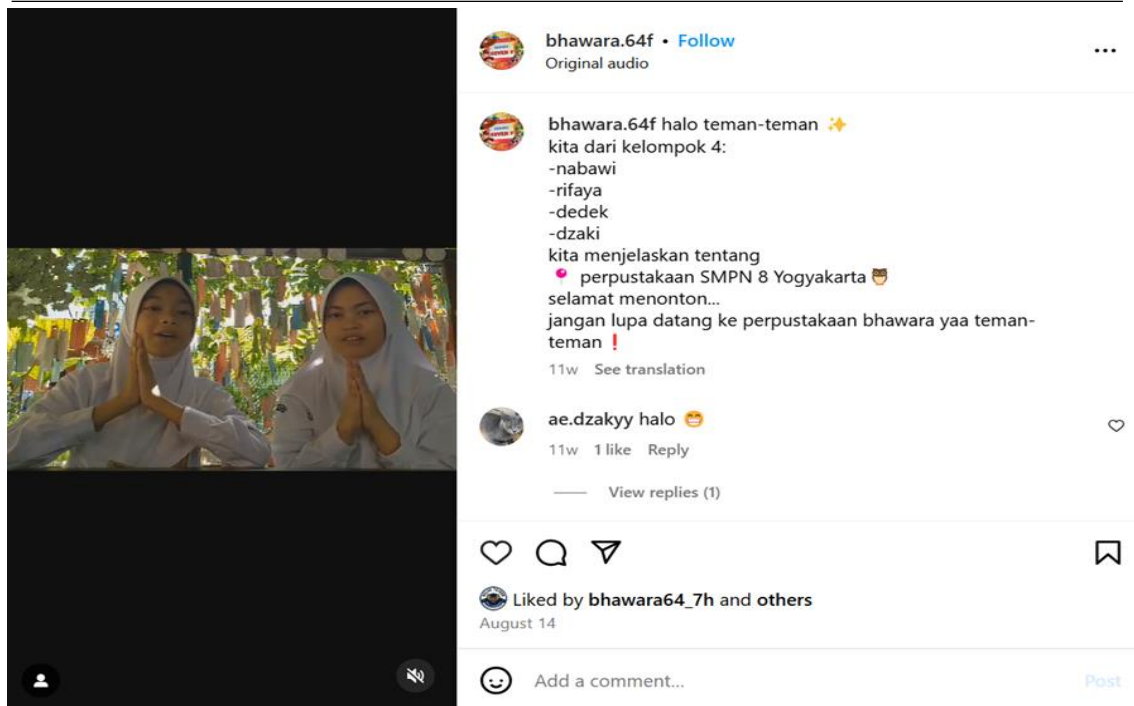 bhawara.64f • Follow
Original audio
bhawara.64f halo teman-teman ✨
kita dari kelompok 4:
-nabawi
-rifaya
-dedek
-dzaki
kita menjelaskan tentang
📍 perpustakaan SMPN 8 Yogyakarta 🦉
selamat menonton...
jangan lupa datang ke perpustakaan bhawara yaa teman-
teman ❗
11w See translation
ae.dzakyy halo 😁
11w 1 like Reply
View replies (1)
Liked by bhawara64_7h and others
August 14
Add a comment...
Post